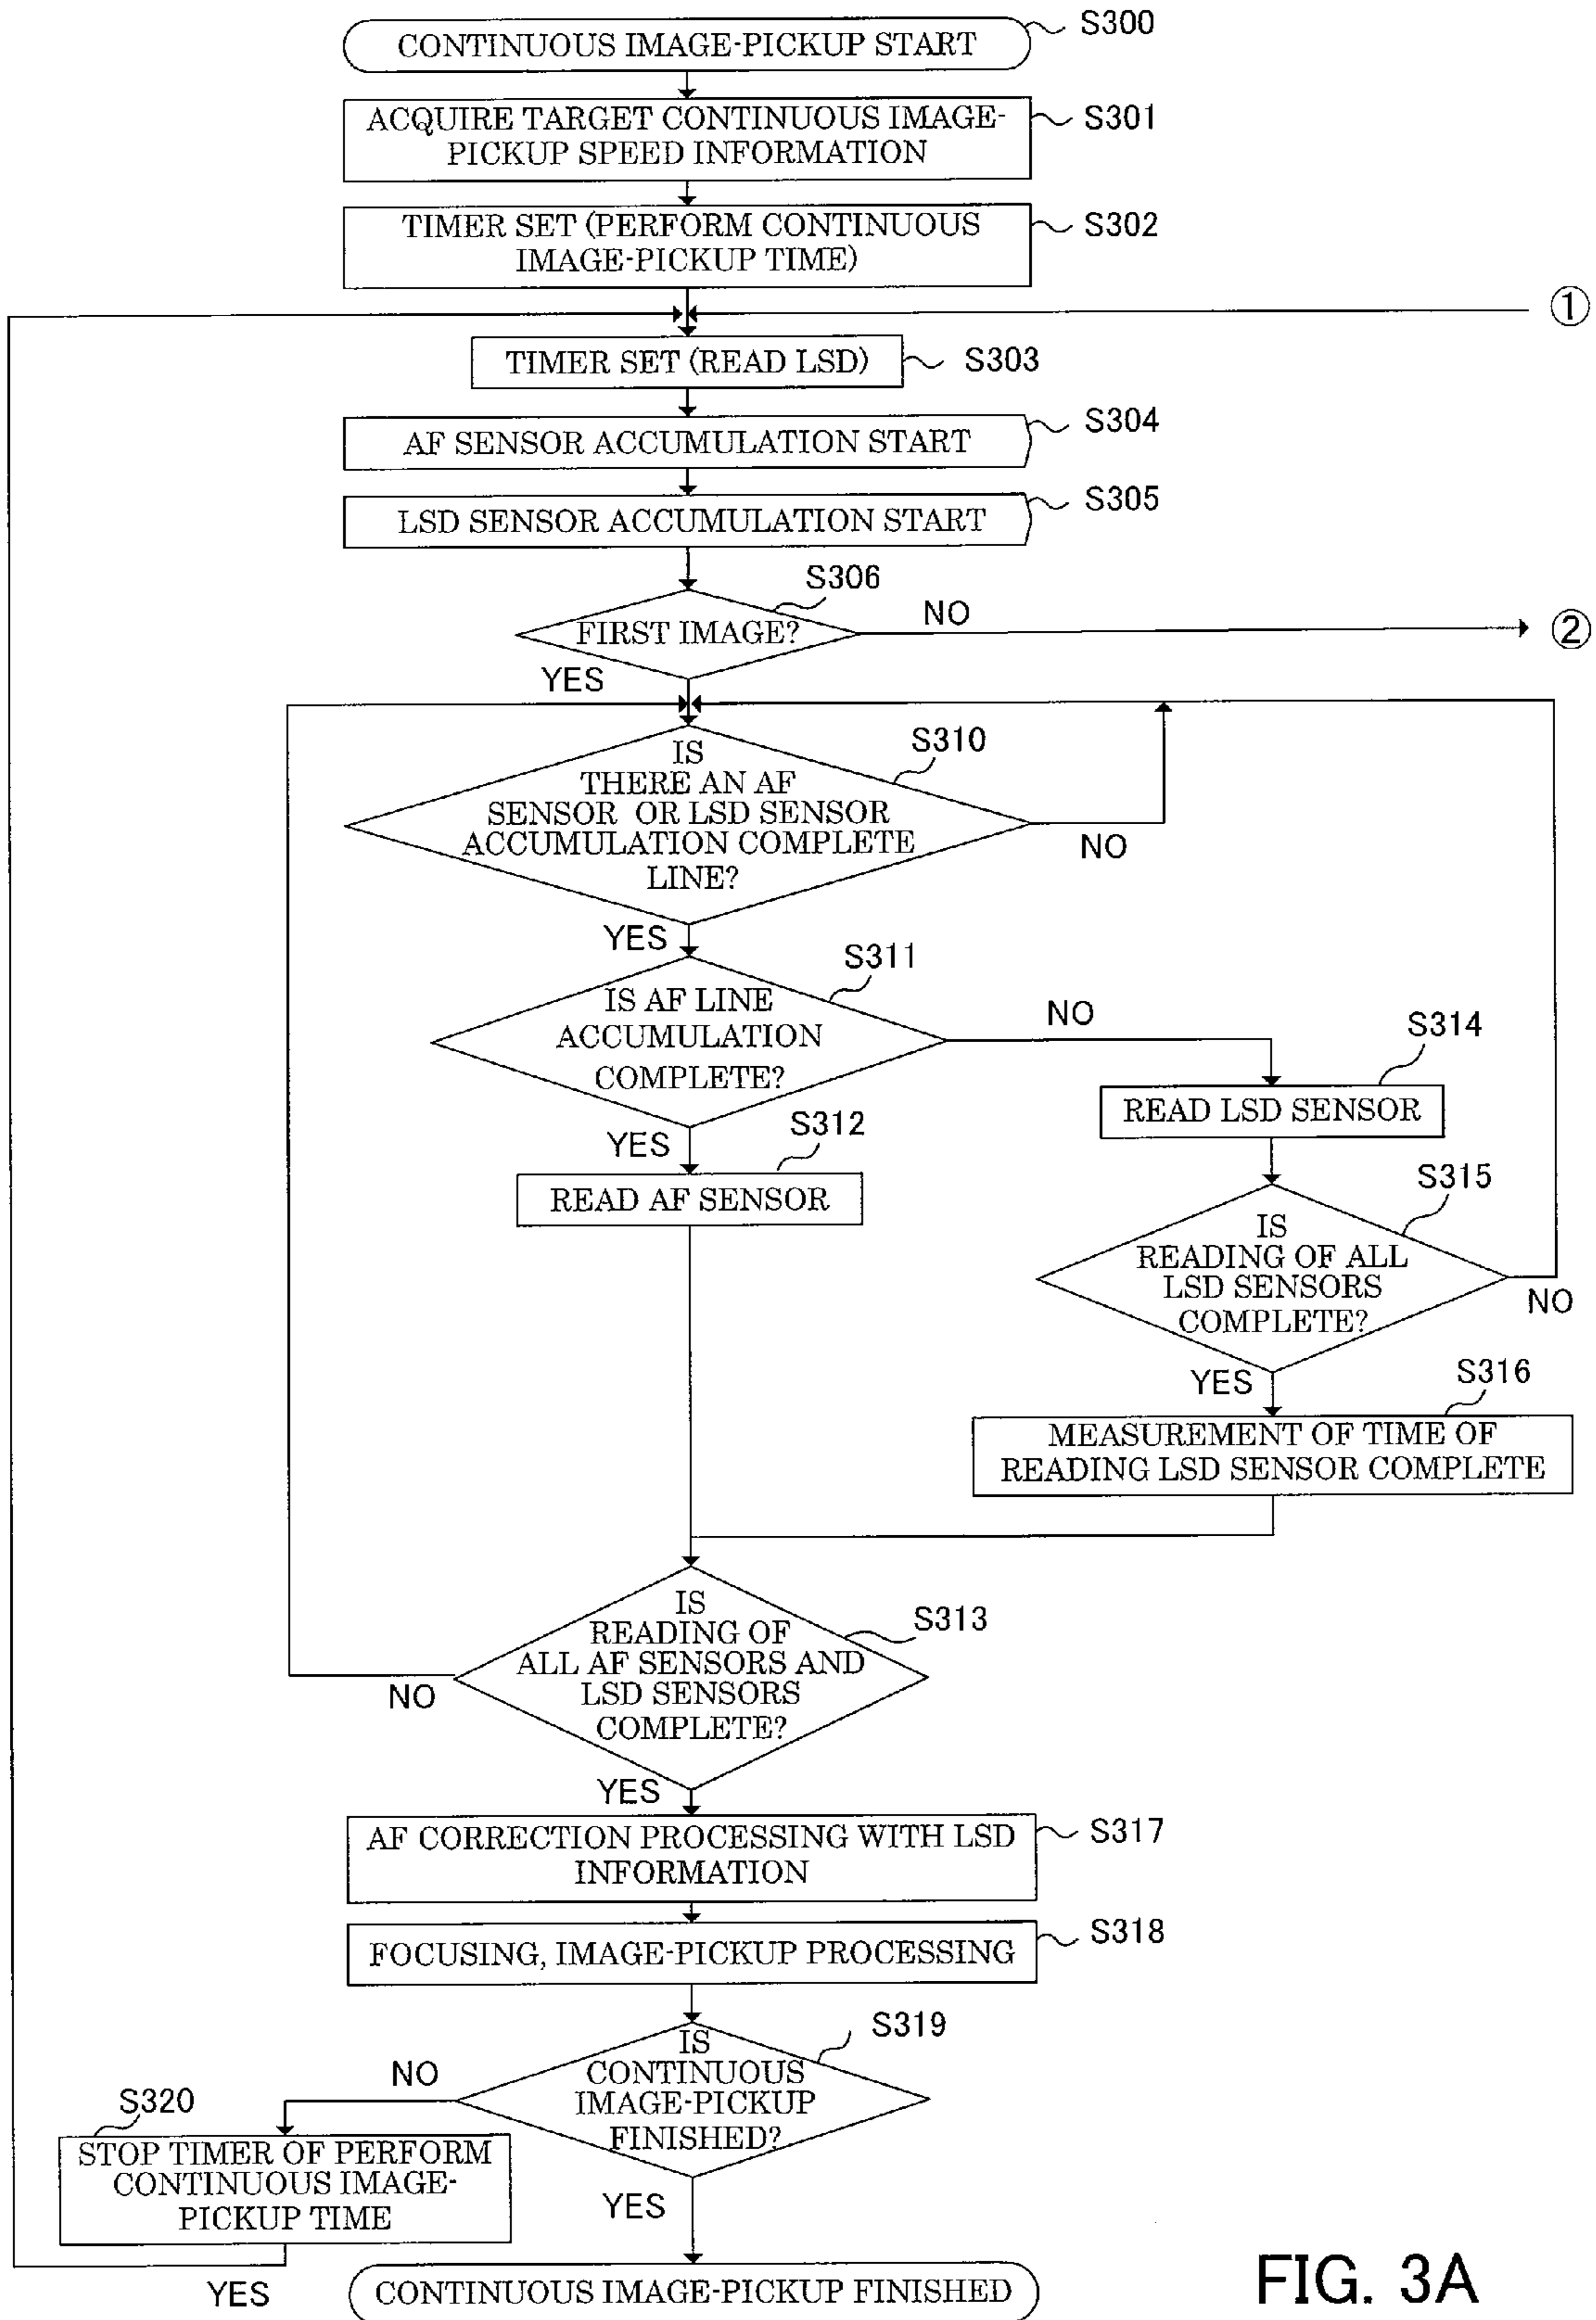 CONTINUOUS IMAGE-PICKUP START
S300
ACQUIRE TARGET CONTINUOUS IMAGE-
PICKUP SPEED INFORMATION
S301
TIMER SET (PERFORM CONTINUOUS
IMAGE-PICKUP TIME)
S302
①
TIMER SET (READ LSD)
S303
AF SENSOR ACCUMULATION START
S304
LSD SENSOR ACCUMULATION START
S305
S306
FIRST IMAGE?
NO
②
YES
S310
IS
THERE AN AF
SENSOR OR LSD SENSOR
ACCUMULATION COMPLETE
LINE?
NO
YES
S311
IS AF LINE
ACCUMULATION
COMPLETE?
NO
S314
READ LSD SENSOR
YES
S312
READ AF SENSOR
S315
IS
READING OF ALL
LSD SENSORS
COMPLETE?
NO
YES
S316
MEASUREMENT OF TIME OF
READING LSD SENSOR COMPLETE
S313
IS
READING OF
ALL AF SENSORS AND
LSD SENSORS
COMPLETE?
NO
YES
AF CORRECTION PROCESSING WITH LSD
INFORMATION
S317
FOCUSING, IMAGE-PICKUP PROCESSING
S318
S319
IS
CONTINUOUS
IMAGE-PICKUP
FINISHED?
NO
S320
STOP TIMER OF PERFORM
CONTINUOUS IMAGE-
PICKUP TIME
YES
YES
CONTINUOUS IMAGE-PICKUP FINISHED
FIG. 3A